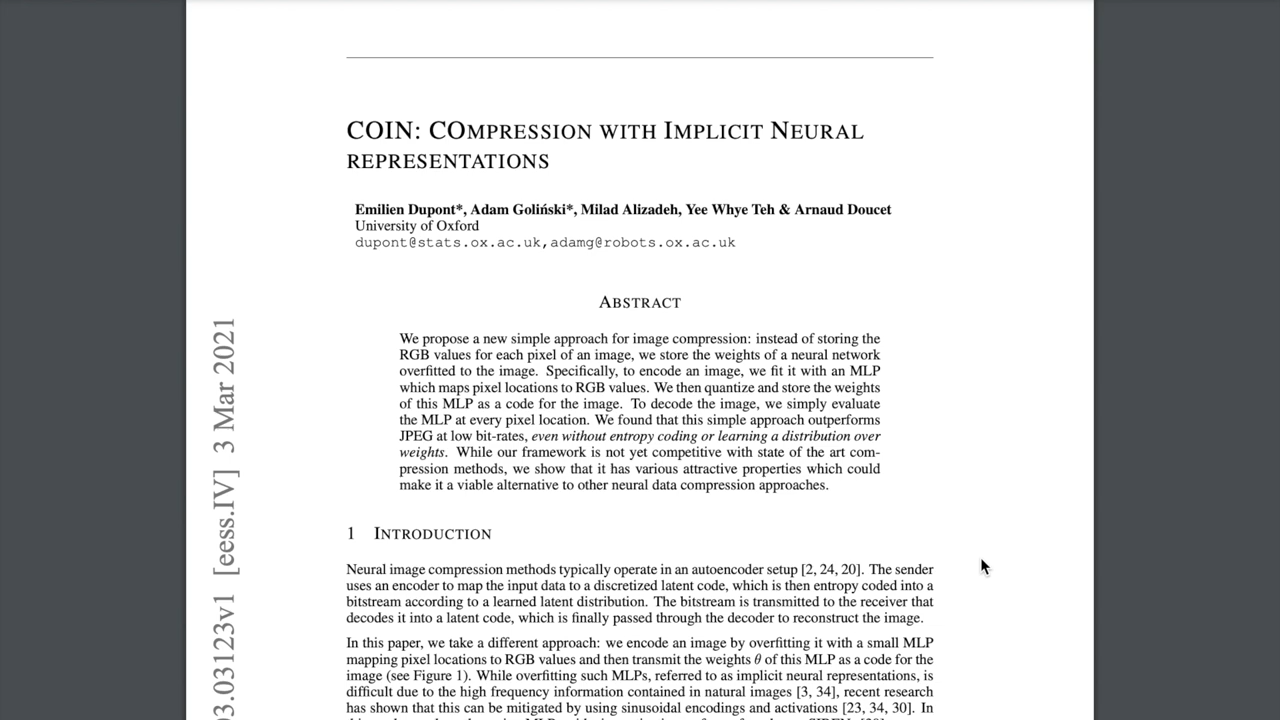 COIN: COMPRESSION WITH IMPLICIT NEURAL
REPRESENTATIONS
Emilien Dupont*, Adam Goliński*, Milad Alizadeh, Yee Whye Teh & Arnaud Doucet
University of Oxford
dupont@stats.ox.ac.uk,adamg@robots.ox.ac.uk
ABSTRACT
We propose a new simple approach for image compression: instead of storing the
RGB values for each pixel of an image, we store the weights of a neural network
overfitted to the image. Specifically, to encode an image, we fit it with an MLP
which maps pixel locations to RGB values. We then quantize and store the weights
of this MLP as a code for the image. To decode the image, we simply evaluate
the MLP at every pixel location. We found that this simple approach outperforms
JPEG at low bit-rates, even without entropy coding or learning a distribution over
weights. While our framework is not yet competitive with state of the art com-
pression methods, we show that it has various attractive properties which could
make it a viable alternative to other neural data compression approaches.
1 INTRODUCTION
Neural image compression methods typically operate in an autoencoder setup [2, 24, 20]. The sender
uses an encoder to map the input data to a discretized latent code, which is then entropy coded into a
bitstream according to a learned latent distribution. The bitstream is transmitted to the receiver that
decodes it into a latent code, which is finally passed through the decoder to reconstruct the image.
In this paper, we take a different approach: we encode an image by overfitting it with a small MLP
mapping pixel locations to RGB values and then transmit the weights θ of this MLP as a code for the
image (see Figure 1). While overfitting such MLPs, referred to as implicit neural representations, is
difficult due to the high frequency information contained in natural images [3, 34], recent research
has shown that this can be mitigated by using sinusoidal encodings and activations [23, 34, 30]. In
3.03123v1 [eess.IV] 3 Mar 2021